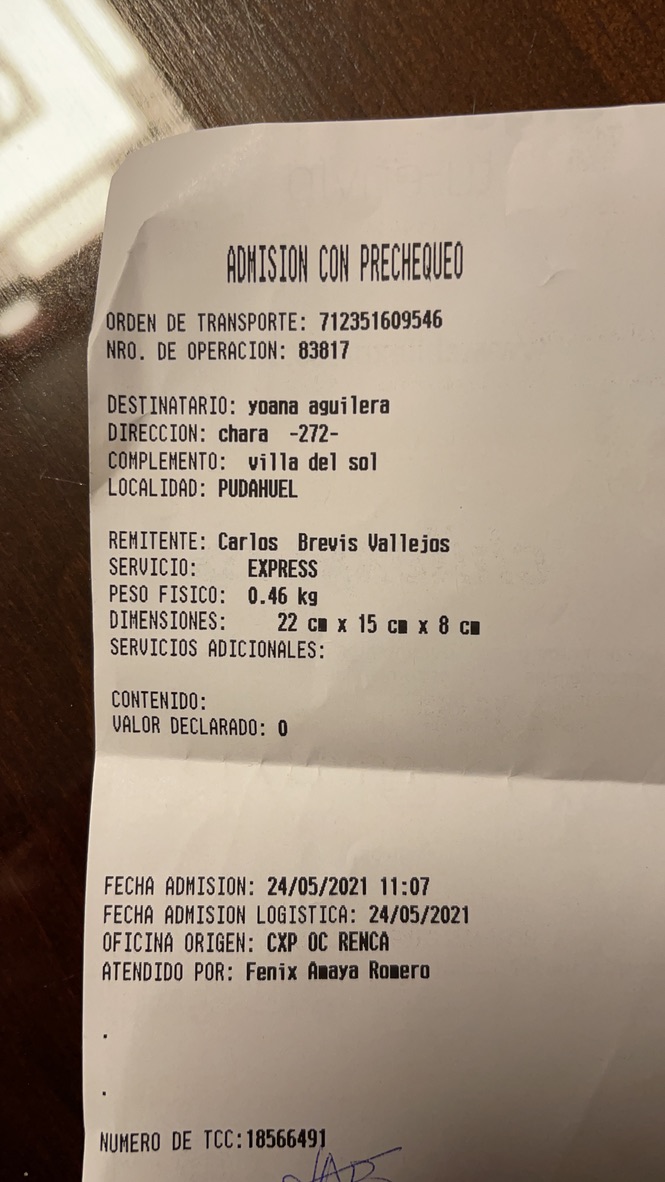 ADMISION CON PRECHEQUEO
ORDEN DE TRANSPORTE: 712351609546
NRO. DE OPERACION: 83817
DESTINATARIO: yoana aguilera
DIRECCION: chara -272-
COMPLEMENTO: villa del sol
LOCALIDAD: PUDAHUEL
REMITENTE: Carlos Brevis Vallejos
SERVICIO: EXPRESS
PESO FISICO: 0.46 kg
DIMENSIONES: 22 cm x 15 cm x 8 cm
SERVICIOS ADICIONALES:
CONTENIDO:
VALOR DECLARADO: 0
FECHA ADMISION: 24/05/2021 11:07
FECHA ADMISION LOGISTICA: 24/05/2021
OFICINA ORIGEN: CXP OC RENCA
ATENDIDO POR: Fenix Amaya Romero
.
.
NUMERO DE TCC:18566491